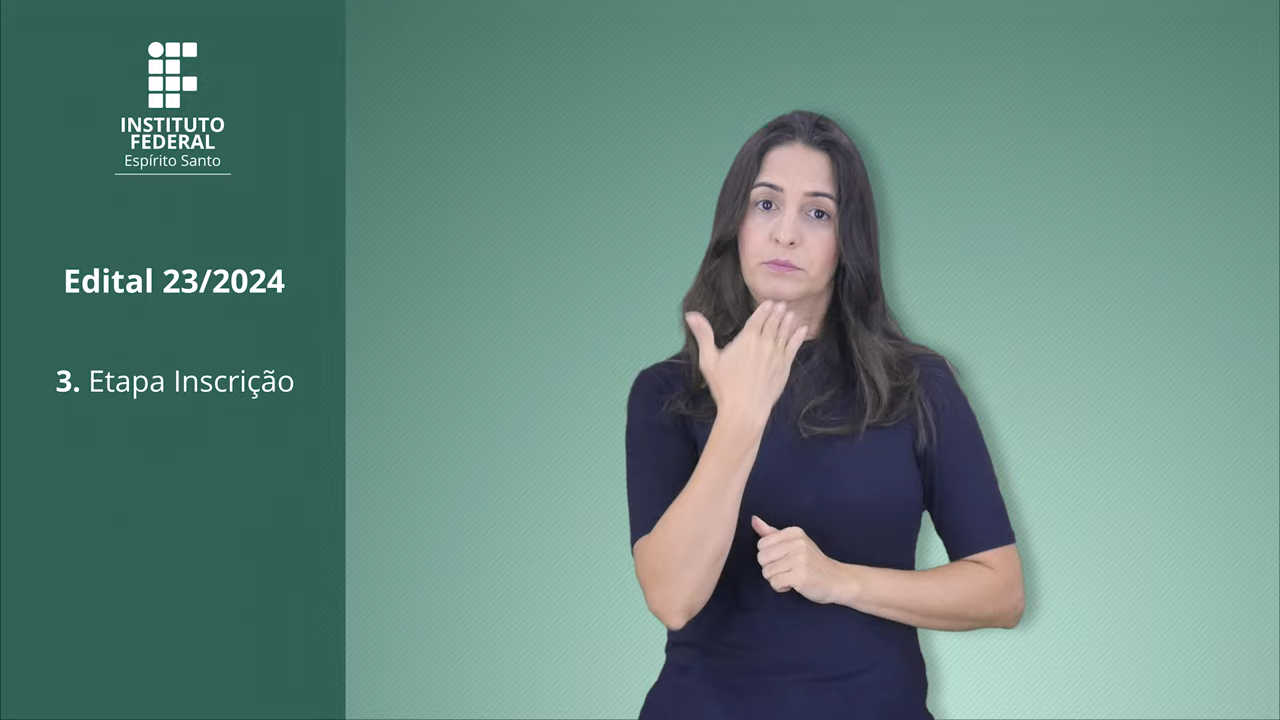 INSTITUTO
FEDERAL
Espírito Santo
Edital 23/2024
3. Etapa Inscrição